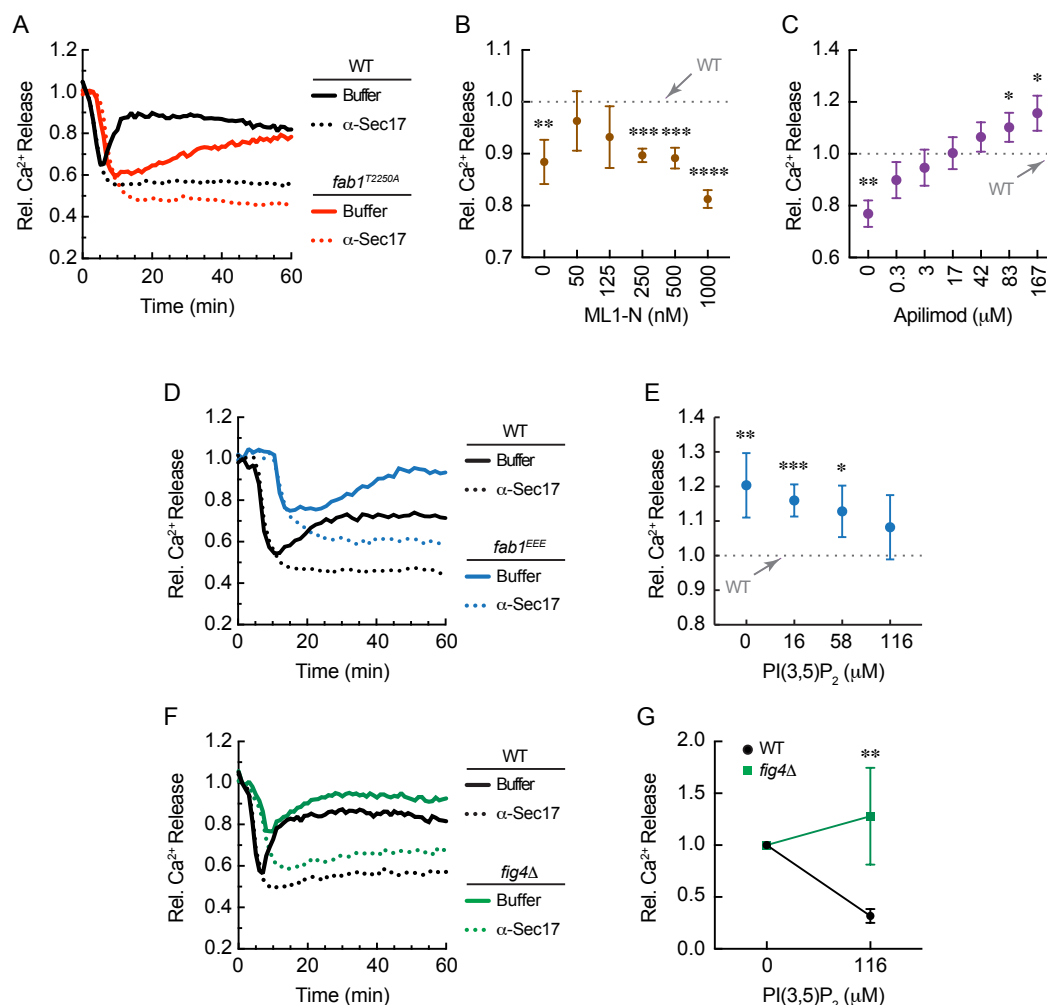 A
Rel. Ca²⁺ Release
1.2
1.0
0.8
0.6
0.4
0.2
0 20 40 60
Time (min)
WT
Buffer
α-Sec17
fab1ᵀ²²⁵⁰ᴬ
Buffer
α-Sec17
B
Rel. Ca²⁺ Release
1.1
1.0
0.9
0.8
0.7
WT
** *** *** ****
0 50 125 250 500 1000
ML1-N (nM)
C
Rel. Ca²⁺ Release
1.4
1.2
1.0
0.8
0.6
** * *
WT
0 0.3 3 17 42 83 167
Apilimod (μM)
D
Rel. Ca²⁺ Release
1.2
1.0
0.8
0.6
0.4
0.2
0 20 40 60
Time (min)
WT
Buffer
α-Sec17
fab1ᴱᴱᴱ
Buffer
α-Sec17
E
Rel. Ca²⁺ Release
1.4
1.3
1.2
1.1
1.0
0.9
0.8
** *** *
WT
0 16 58 116
PI(3,5)P₂ (μM)
F
Rel. Ca²⁺ Release
1.2
1.0
0.8
0.6
0.4
0.2
0 20 40 60
Time (min)
WT
Buffer
α-Sec17
fig4Δ
Buffer
α-Sec17
G
Rel. Ca²⁺ Release
2.0
1.5
1.0
0.5
0.0
WT
fig4Δ
**
0 116
PI(3,5)P₂ (μM)